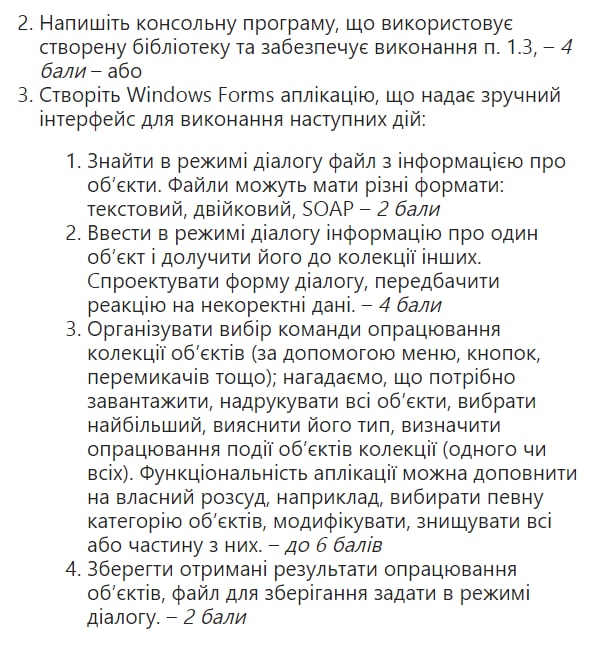 2. Напишіть консольну програму, що використовує
створену бібліотеку та забезпечує виконання п. 1.3, – 4
бали – або
3. Створіть Windows Forms аплікацію, що надає зручний
інтерфейс для виконання наступних дій:
1. Знайти в режимі діалогу файл з інформацією про
об’єкти. Файли можуть мати різні формати:
текстовий, двійковий, SOAP – 2 бали
2. Ввести в режимі діалогу інформацію про один
об’єкт і долучити його до колекції інших.
Спроектувати форму діалогу, передбачити
реакцію на некоректні дані. – 4 бали
3. Організувати вибір команди опрацювання
колекції об’єктів (за допомогою меню, кнопок,
перемикачів тощо); нагадаємо, що потрібно
завантажити, надрукувати всі об’єкти, вибрати
найбільший, вияснити його тип, визначити
опрацювання події об’єктів колекції (одного чи
всіх). Функціональність аплікації можна доповнити
на власний розсуд, наприклад, вибирати певну
категорію об’єктів, модифікувати, знищувати всі
або частину з них. – до 6 балів
4. Зберегти отримані результати опрацювання
об’єктів, файл для зберігання задати в режимі
діалогу. – 2 бали